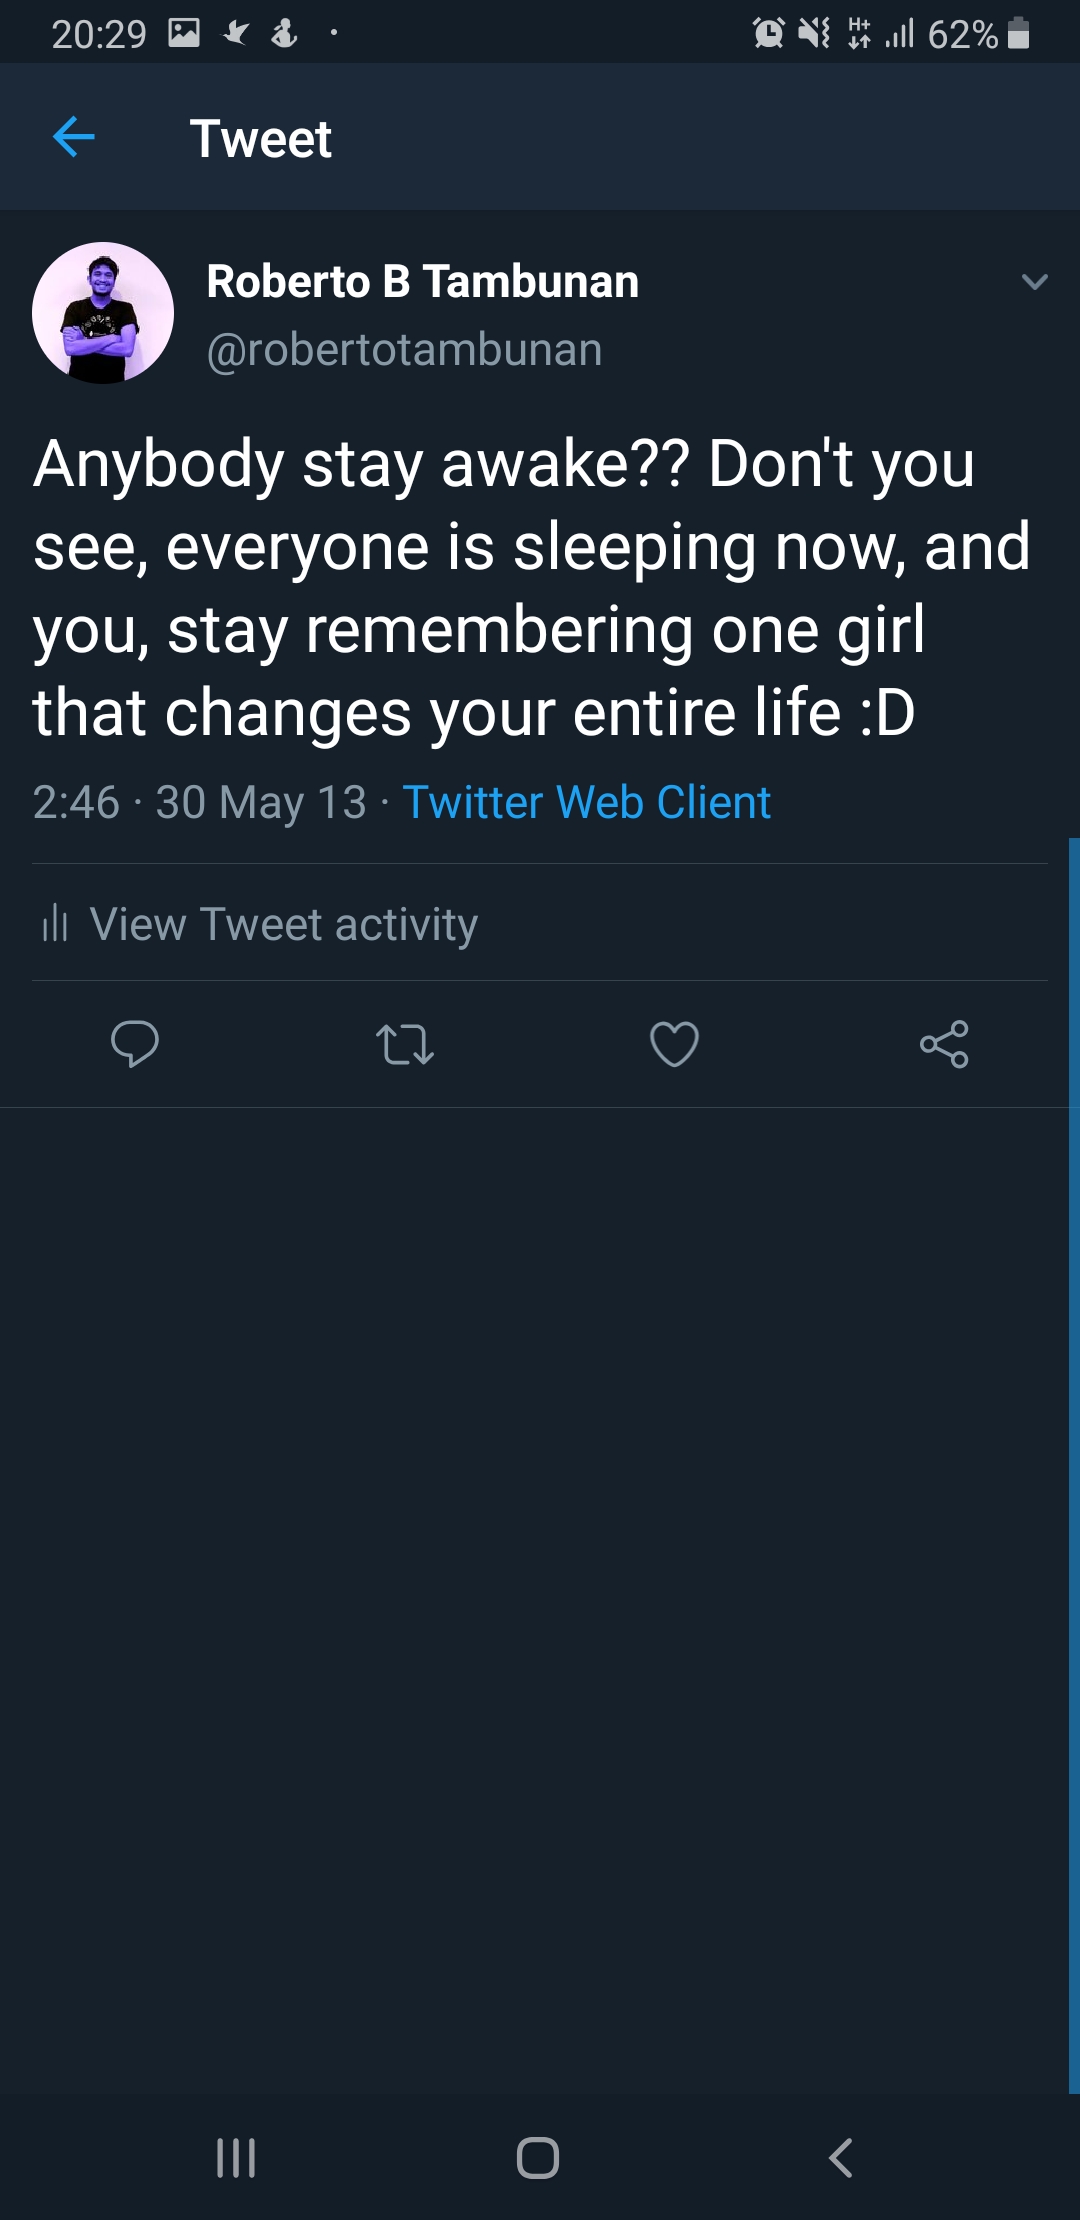 20:29 H+ 62%
Tweet
Roberto B Tambunan
@robertotambunan
Anybody stay awake?? Don't you
see, everyone is sleeping now, and
you, stay remembering one girl
that changes your entire life :D
2:46 · 30 May 13 · Twitter Web Client
View Tweet activity